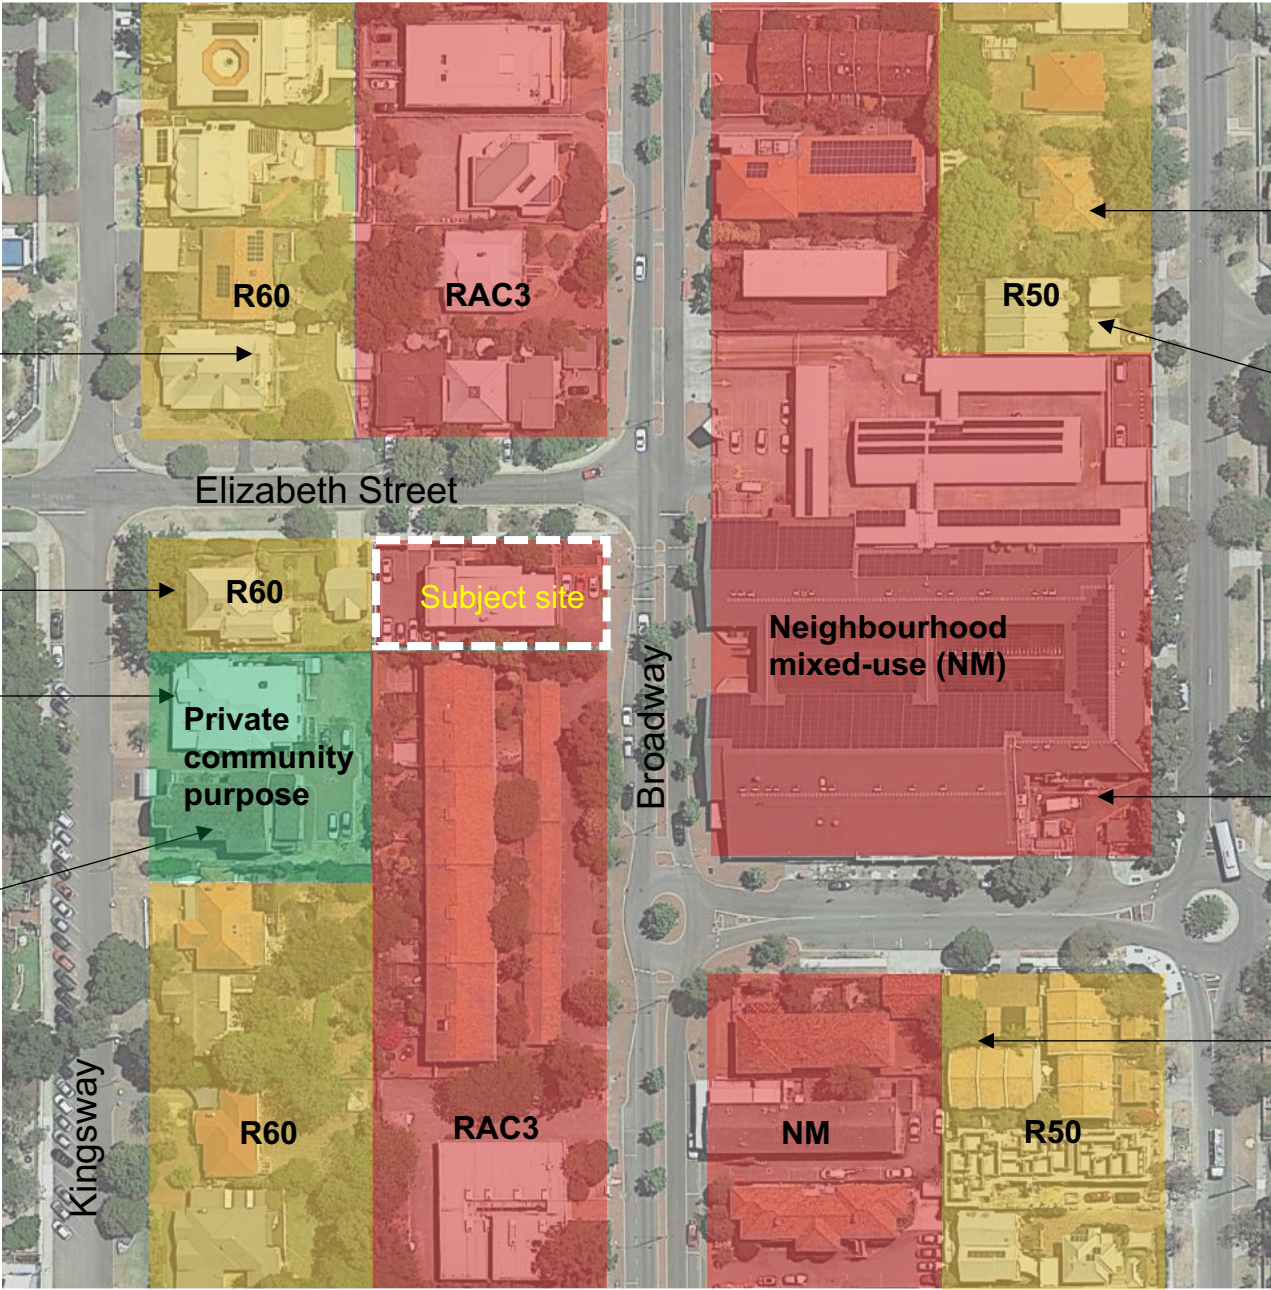 R60
RAC3
R50
Elizabeth Street
R60
Subject site
Neighbourhood
mixed-use (NM)
Private
community
purpose
Broadway
Kingsway
R60
RAC3
NM
R50